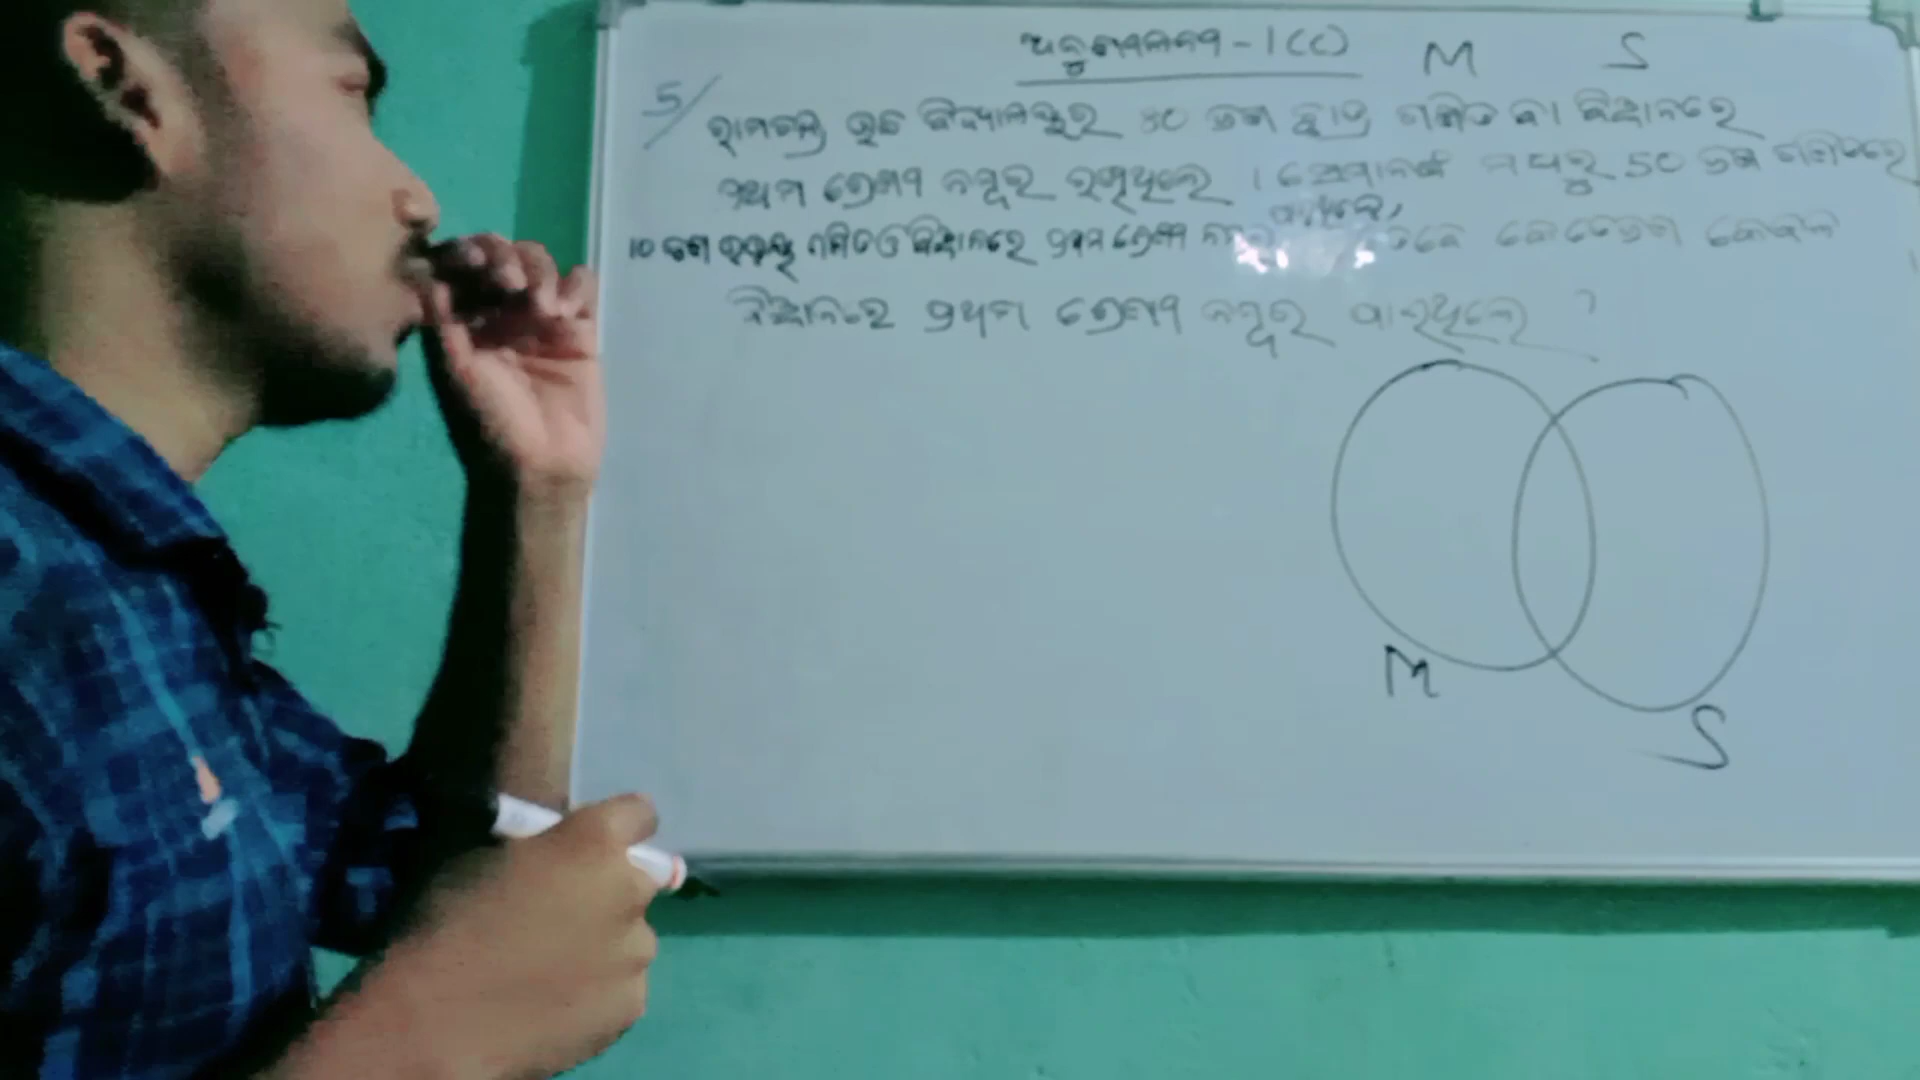 ଅନୁଶୀଳନୀ - 1 (c)
M S
5/ ରାମଚନ୍ଦ୍ର ଉଚ୍ଚ ବିଦ୍ୟାଳୟର 80 ଜଣ ଛାତ୍ର ଗଣିତ ବା ବିଜ୍ଞାନରେ
ପ୍ରଥମ ଶ୍ରେଣୀ ନମ୍ବର ରଖିଥିଲେ । ସେମାନଙ୍କ ମଧ୍ୟରୁ 50 ଜଣ ଗଣିତରେ
10 ଜଣ ଉଭୟ ଗଣିତ ଓ ବିଜ୍ଞାନରେ ପ୍ରଥମ ଶ୍ରେଣୀ ପାଇଥିଲେ, ତେବେ କେତେଜଣ କେବଳ
ବିଜ୍ଞାନରେ ପ୍ରଥମ ଶ୍ରେଣୀ ନମ୍ବର ପାଇଥିଲେ ?
M
S